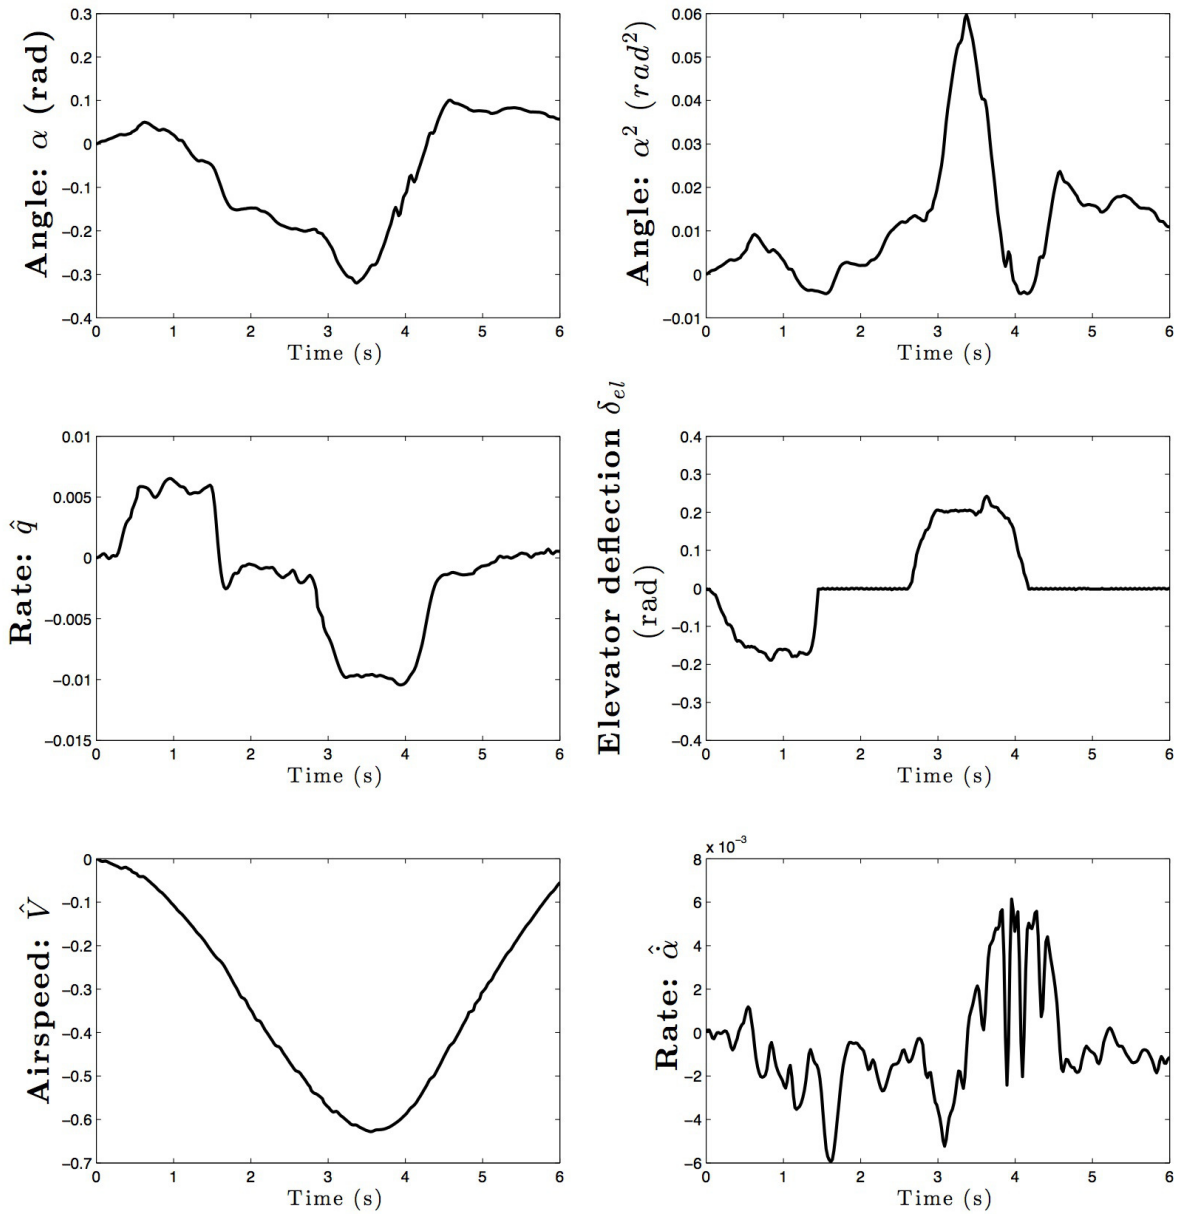 Angle: α (rad)
0.3
0.2
0.1
0
−0.1
−0.2
−0.3
−0.4
0 1 2 3 4 5 6
Time (s)
Angle: α² (rad²)
0.06
0.05
0.04
0.03
0.02
0.01
0
−0.01
0 1 2 3 4 5 6
Time (s)
Rate: q̂
0.01
0.005
0
−0.005
−0.01
−0.015
0 1 2 3 4 5 6
Time (s)
Elevator deflection δel
(rad)
0.4
0.3
0.2
0.1
0
−0.1
−0.2
−0.3
−0.4
0 1 2 3 4 5 6
Time (s)
Airspeed: V̂
0
−0.1
−0.2
−0.3
−0.4
−0.5
−0.6
−0.7
0 1 2 3 4 5 6
Time (s)
Rate: α̇̂
x 10⁻³
8
6
4
2
0
−2
−4
−6
0 1 2 3 4 5 6
Time (s)